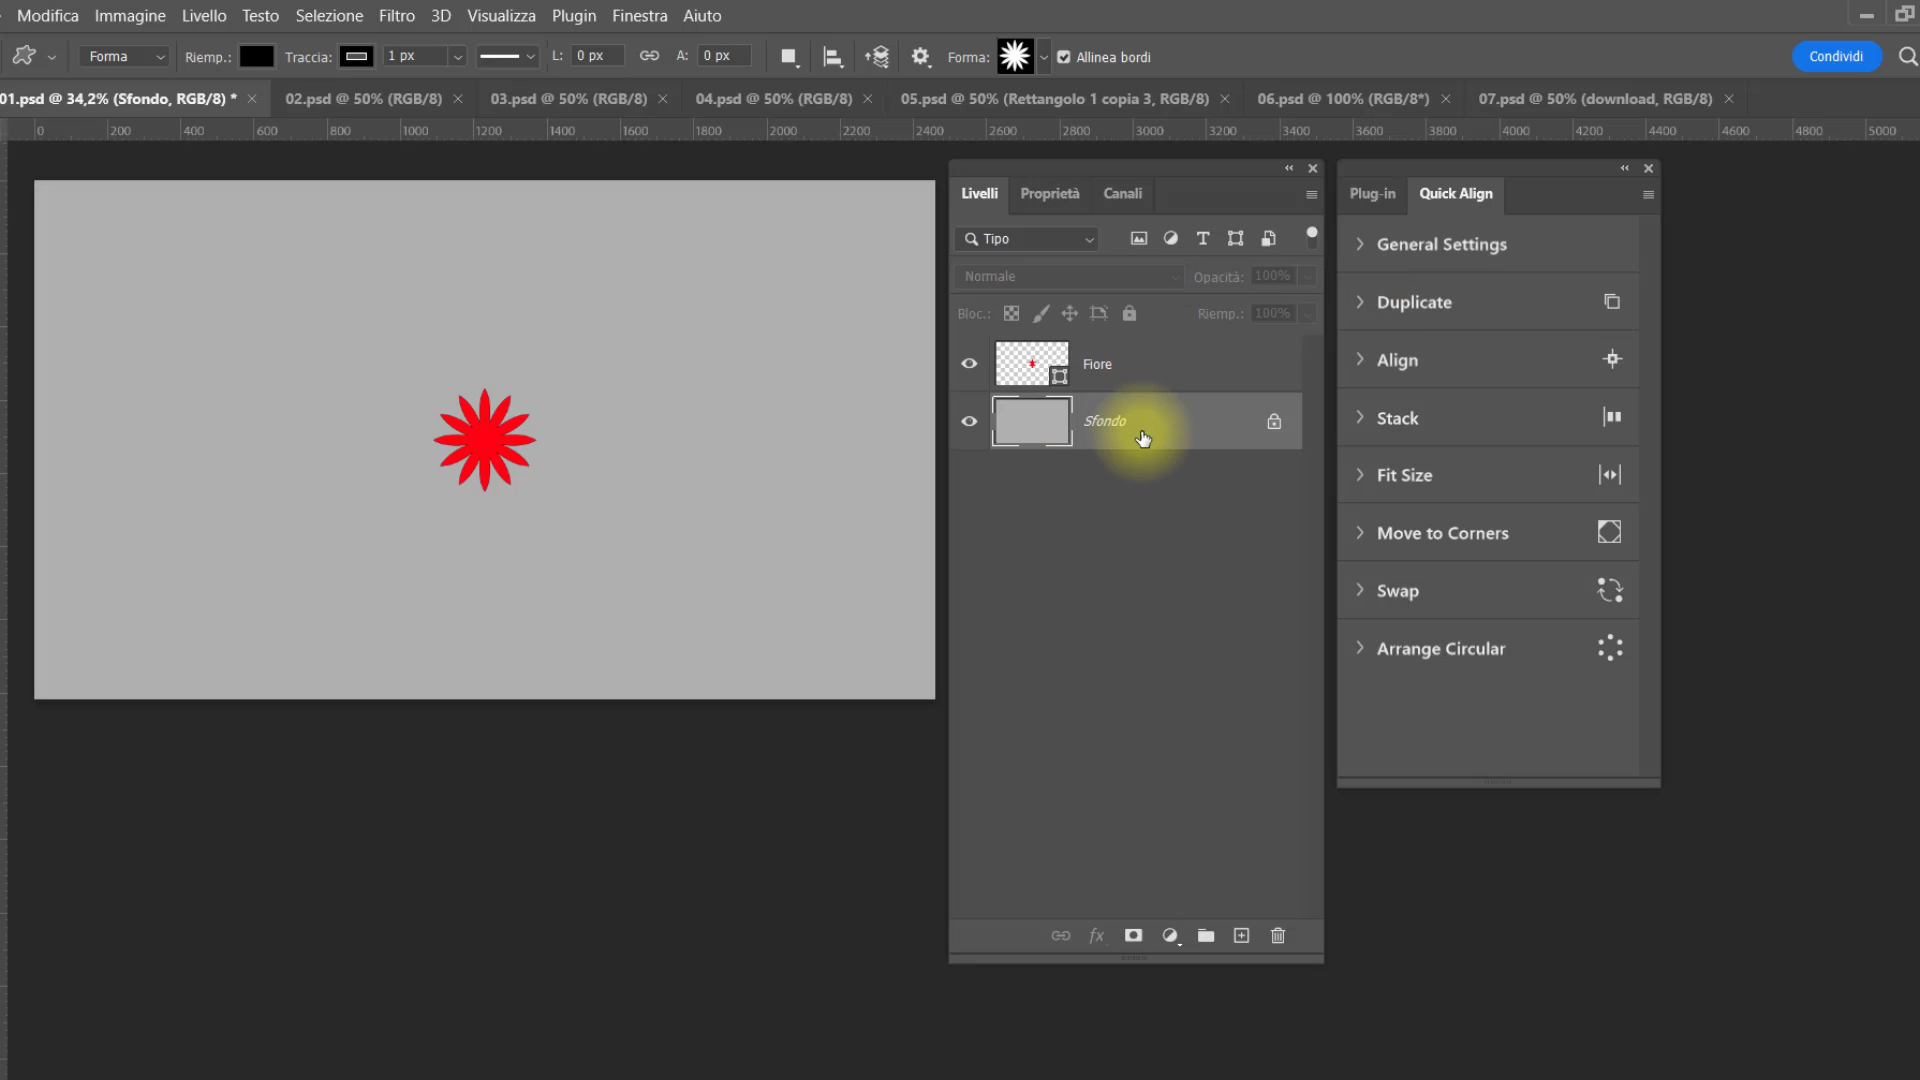 Modifica Immagine Livello Testo Selezione Filtro 3D Visualizza Plugin Finestra Aiuto
Forma Riemp.: Traccia: 1 px L: 0 px A: 0 px Forma: Allinea bordi Condividi
01.psd @ 34,2% (Sfondo, RGB/8) * 02.psd @ 50% (RGB/8) 03.psd @ 50% (RGB/8) 04.psd @ 50% (RGB/8) 05.psd @ 50% (Rettangolo 1 copia 3, RGB/8) 06.psd @ 100% (RGB/8*) 07.psd @ 50% (download, RGB/8)
0 200 400 600 800 1000 1200 1400 1600 1800 2000 2200 2400 2600 2800 3000 3200 3400 3600 3800 4000 4200 4400 4600 4800 5000
Livelli Proprietà Canali
Tipo
Normale Opacità: 100%
Bloc.: Riemp.: 100%
Fiore
Sfondo
fx
Plug-in Quick Align
General Settings
Duplicate
Align
Stack
Fit Size
Move to Corners
Swap
Arrange Circular